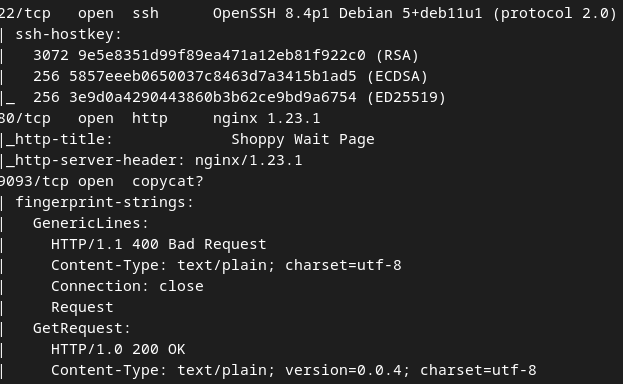 22/tcp   open  ssh      OpenSSH 8.4p1 Debian 5+deb11u1 (protocol 2.0)
| ssh-hostkey:
|   3072 9e5e8351d99f89ea471a12eb81f922c0 (RSA)
|   256 5857eeeb0650037c8463d7a3415b1ad5 (ECDSA)
|_  256 3e9d0a4290443860b3b62ce9bd9a6754 (ED25519)
80/tcp   open  http     nginx 1.23.1
|_http-title:             Shoppy Wait Page
|_http-server-header: nginx/1.23.1
9093/tcp open  copycat?
| fingerprint-strings:
|   GenericLines:
|     HTTP/1.1 400 Bad Request
|     Content-Type: text/plain; charset=utf-8
|     Connection: close
|     Request
|   GetRequest:
|     HTTP/1.0 200 OK
|     Content-Type: text/plain; version=0.0.4; charset=utf-8